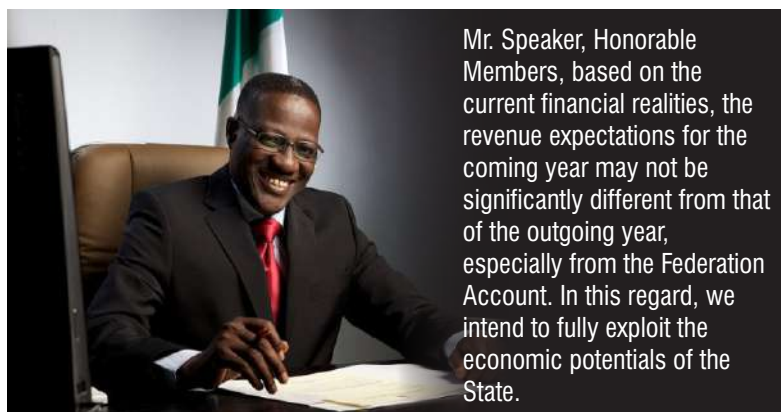 Mr. Speaker, Honorable
Members, based on the
current financial realities, the
revenue expectations for the
coming year may not be
significantly different from that
of the outgoing year,
especially from the Federation
Account. In this regard, we
intend to fully exploit the
economic potentials of the
State.